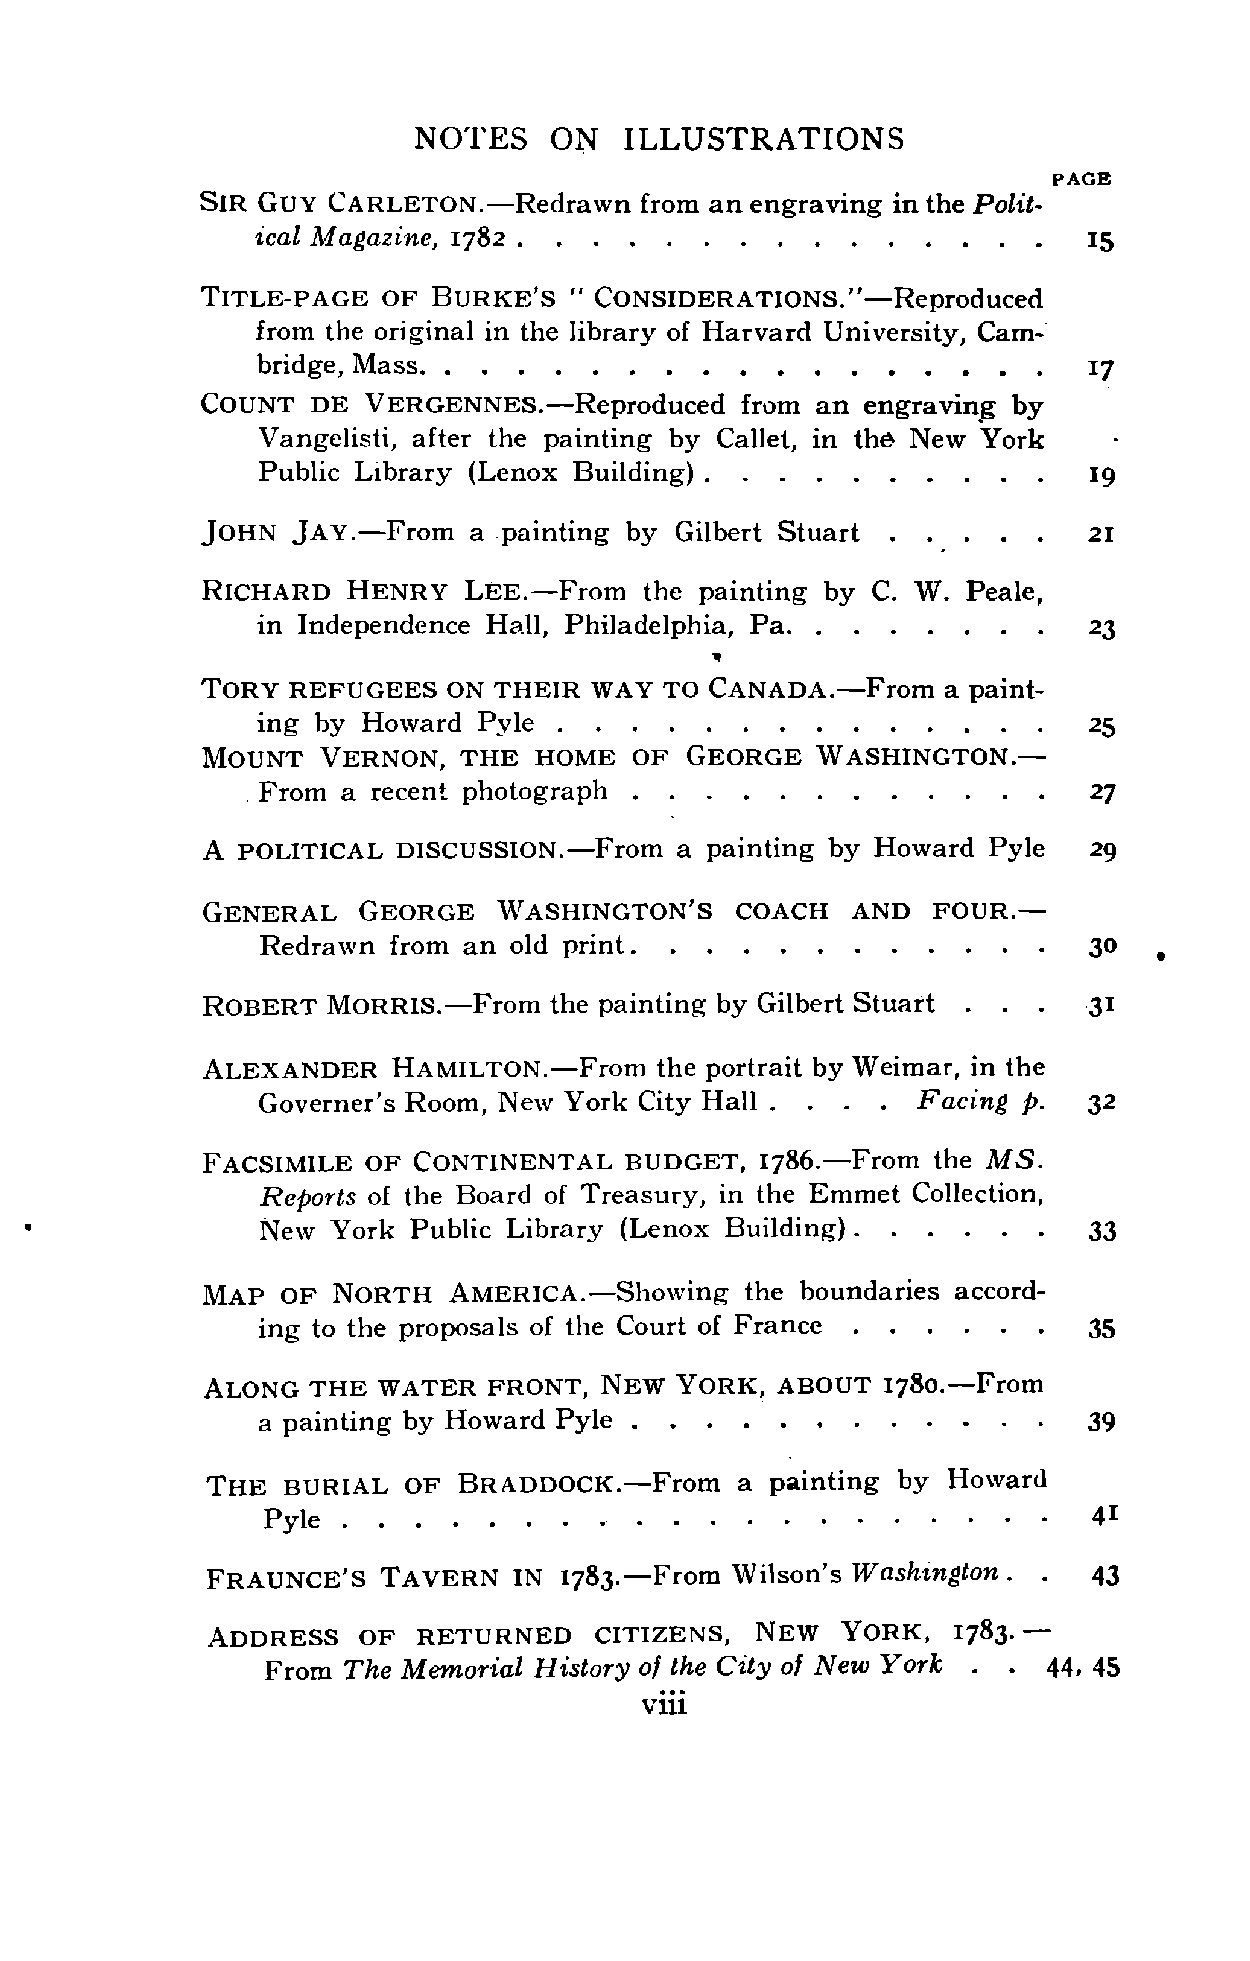 NOTES ON ILLUSTRATIONS
PAGE
SIR GUY CARLETON.—Redrawn from an engraving in the Polit-
ical Magazine, 1782 . . . . . . . . . . . . . . . 15
TITLE-PAGE OF BURKE'S " CONSIDERATIONS."—Reproduced
from the original in the library of Harvard University, Cam-
bridge, Mass. . . . . . . . . . . . . . . . . . 17
COUNT DE VERGENNES.—Reproduced from an engraving by
Vangelisti, after the painting by Callet, in the New York
Public Library (Lenox Building) . . . . . . . . . . 19
JOHN JAY.—From a painting by Gilbert Stuart . . . . . 21
RICHARD HENRY LEE.—From the painting by C. W. Peale,
in Independence Hall, Philadelphia, Pa. . . . . . . . 23
TORY REFUGEES ON THEIR WAY TO CANADA.—From a paint-
ing by Howard Pyle . . . . . . . . . . . . . . 25
MOUNT VERNON, THE HOME OF GEORGE WASHINGTON.—
From a recent photograph . . . . . . . . . . . . 27
A POLITICAL DISCUSSION.—From a painting by Howard Pyle 29
GENERAL GEORGE WASHINGTON'S COACH AND FOUR.—
Redrawn from an old print. . . . . . . . . . . . 30
ROBERT MORRIS.—From the painting by Gilbert Stuart . . . 31
ALEXANDER HAMILTON.—From the portrait by Weimar, in the
Governer's Room, New York City Hall . . . . Facing p. 32
FACSIMILE OF CONTINENTAL BUDGET, 1786.—From the MS.
Reports of the Board of Treasury, in the Emmet Collection,
New York Public Library (Lenox Building) . . . . . . 33
MAP OF NORTH AMERICA.—Showing the boundaries accord-
ing to the proposals of the Court of France . . . . . . 35
ALONG THE WATER FRONT, NEW YORK, ABOUT 1780.—From
a painting by Howard Pyle . . . . . . . . . . . . 39
THE BURIAL OF BRADDOCK.—From a painting by Howard
Pyle . . . . . . . . . . . . . . . . . . . . 41
FRAUNCE'S TAVERN IN 1783.—From Wilson's Washington . . 43
ADDRESS OF RETURNED CITIZENS, NEW YORK, 1783.—
From The Memorial History of the City of New York . . 44, 45
viii